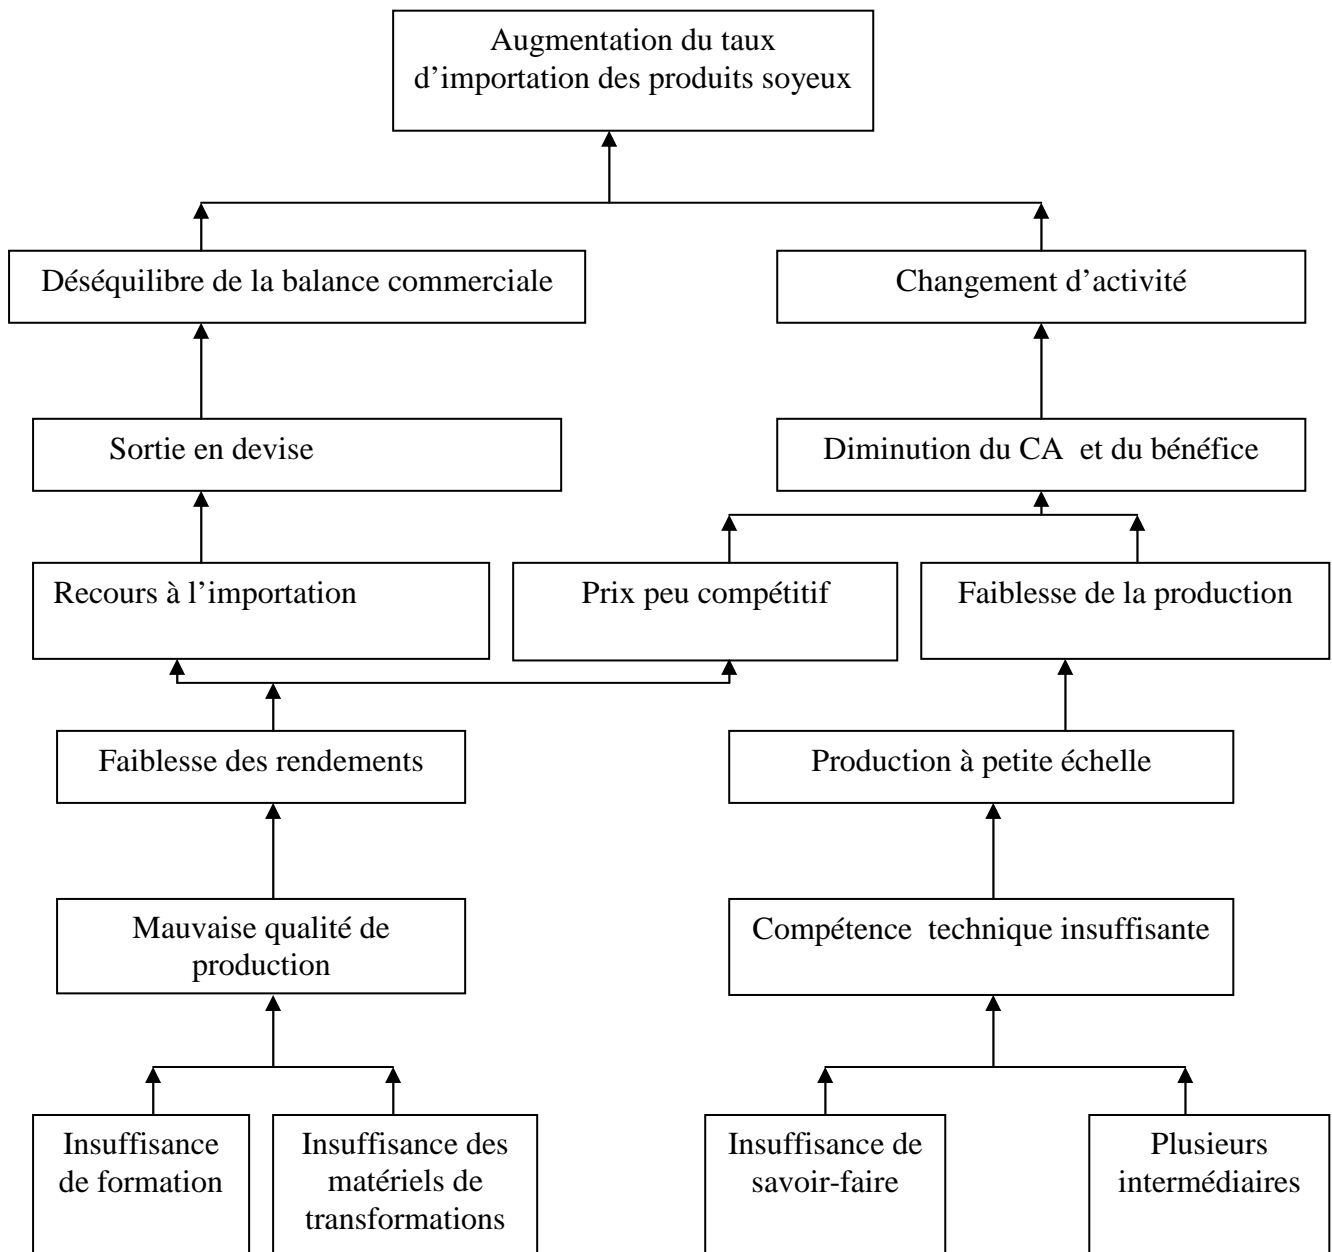 Augmentation du taux
d’importation des produits soyeux
Déséquilibre de la balance commerciale
Changement d’activité
Sortie en devise
Diminution du CA et du bénéfice
Recours à l’importation
Prix peu compétitif
Faiblesse de la production
Faiblesse des rendements
Production à petite échelle
Mauvaise qualité de
production
Compétence technique insuffisante
Insuffisance
de formation
Insuffisance des
matériels de
transformations
Insuffisance de
savoir-faire
Plusieurs
intermédiaires